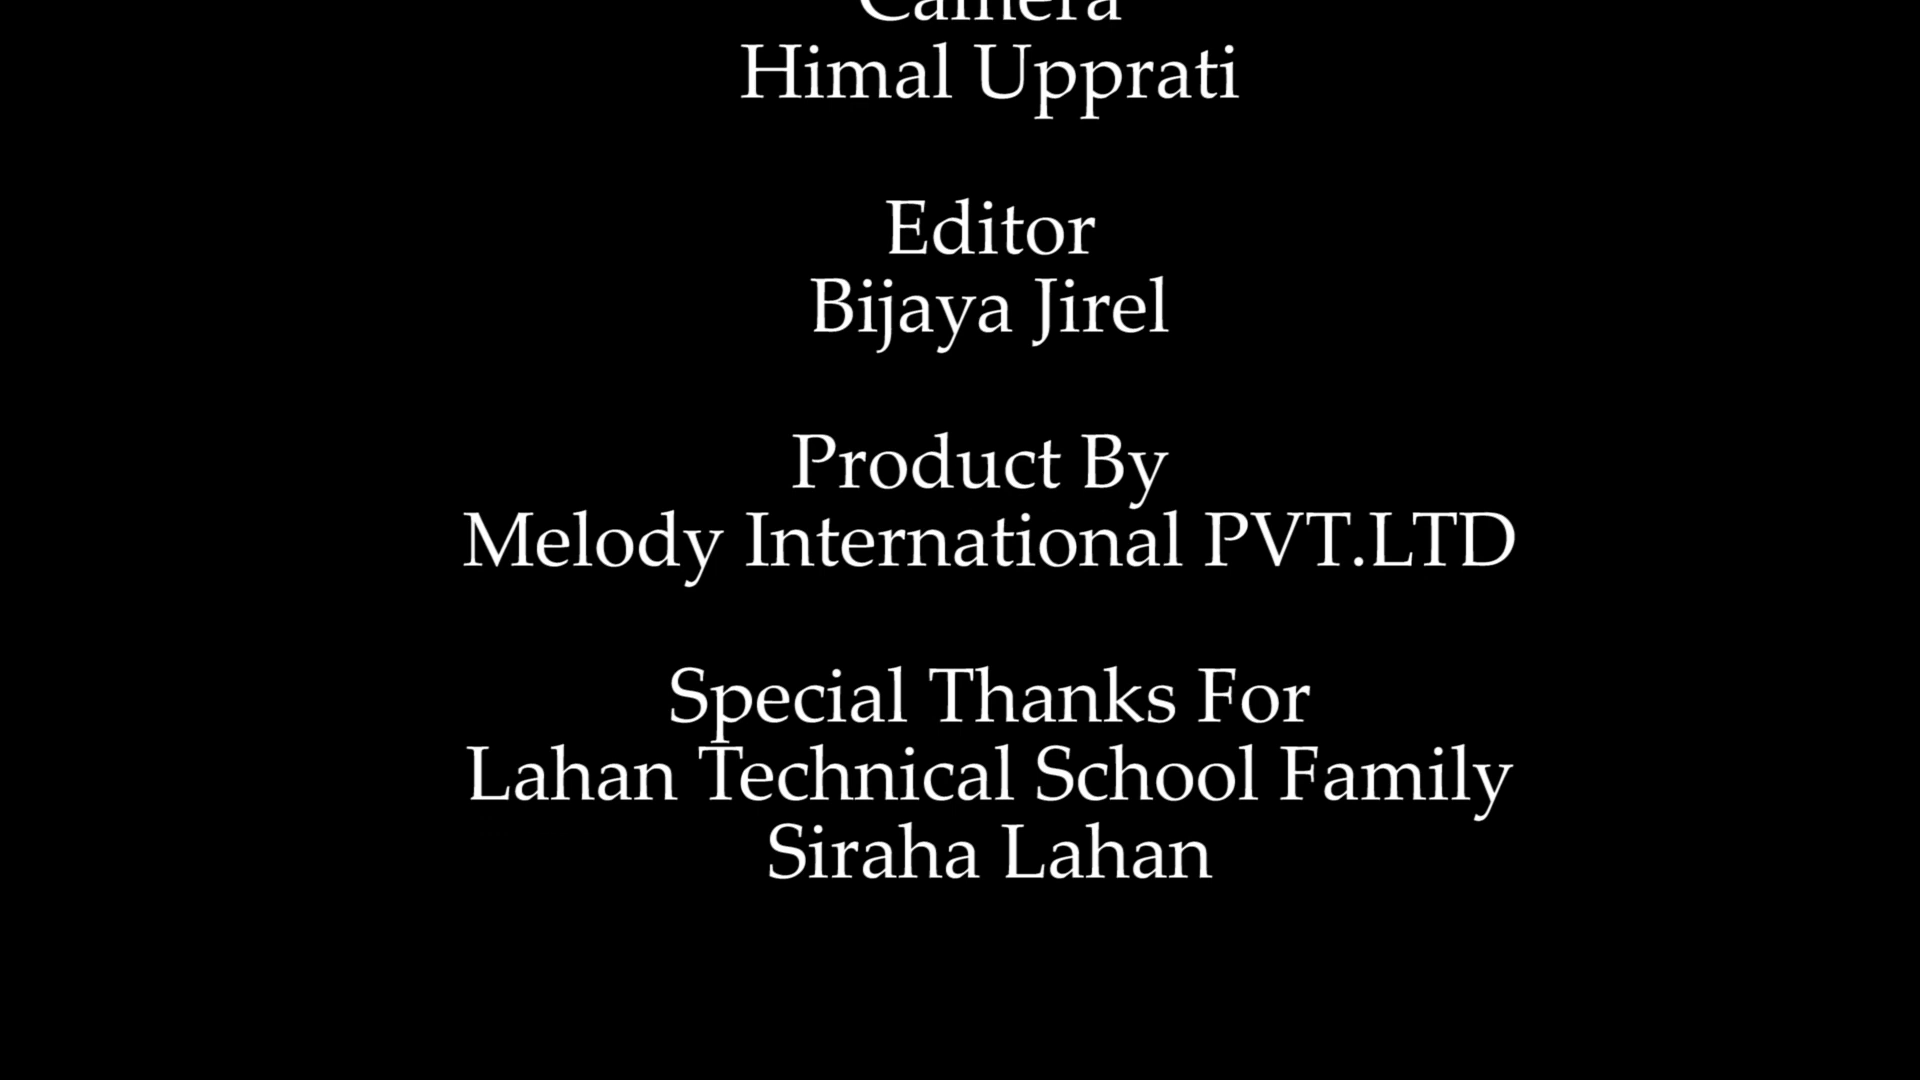 Camera
Himal Upprati
Editor
Bijaya Jirel
Product By
Melody International PVT.LTD
Special Thanks For
Lahan Technical School Family
Siraha Lahan